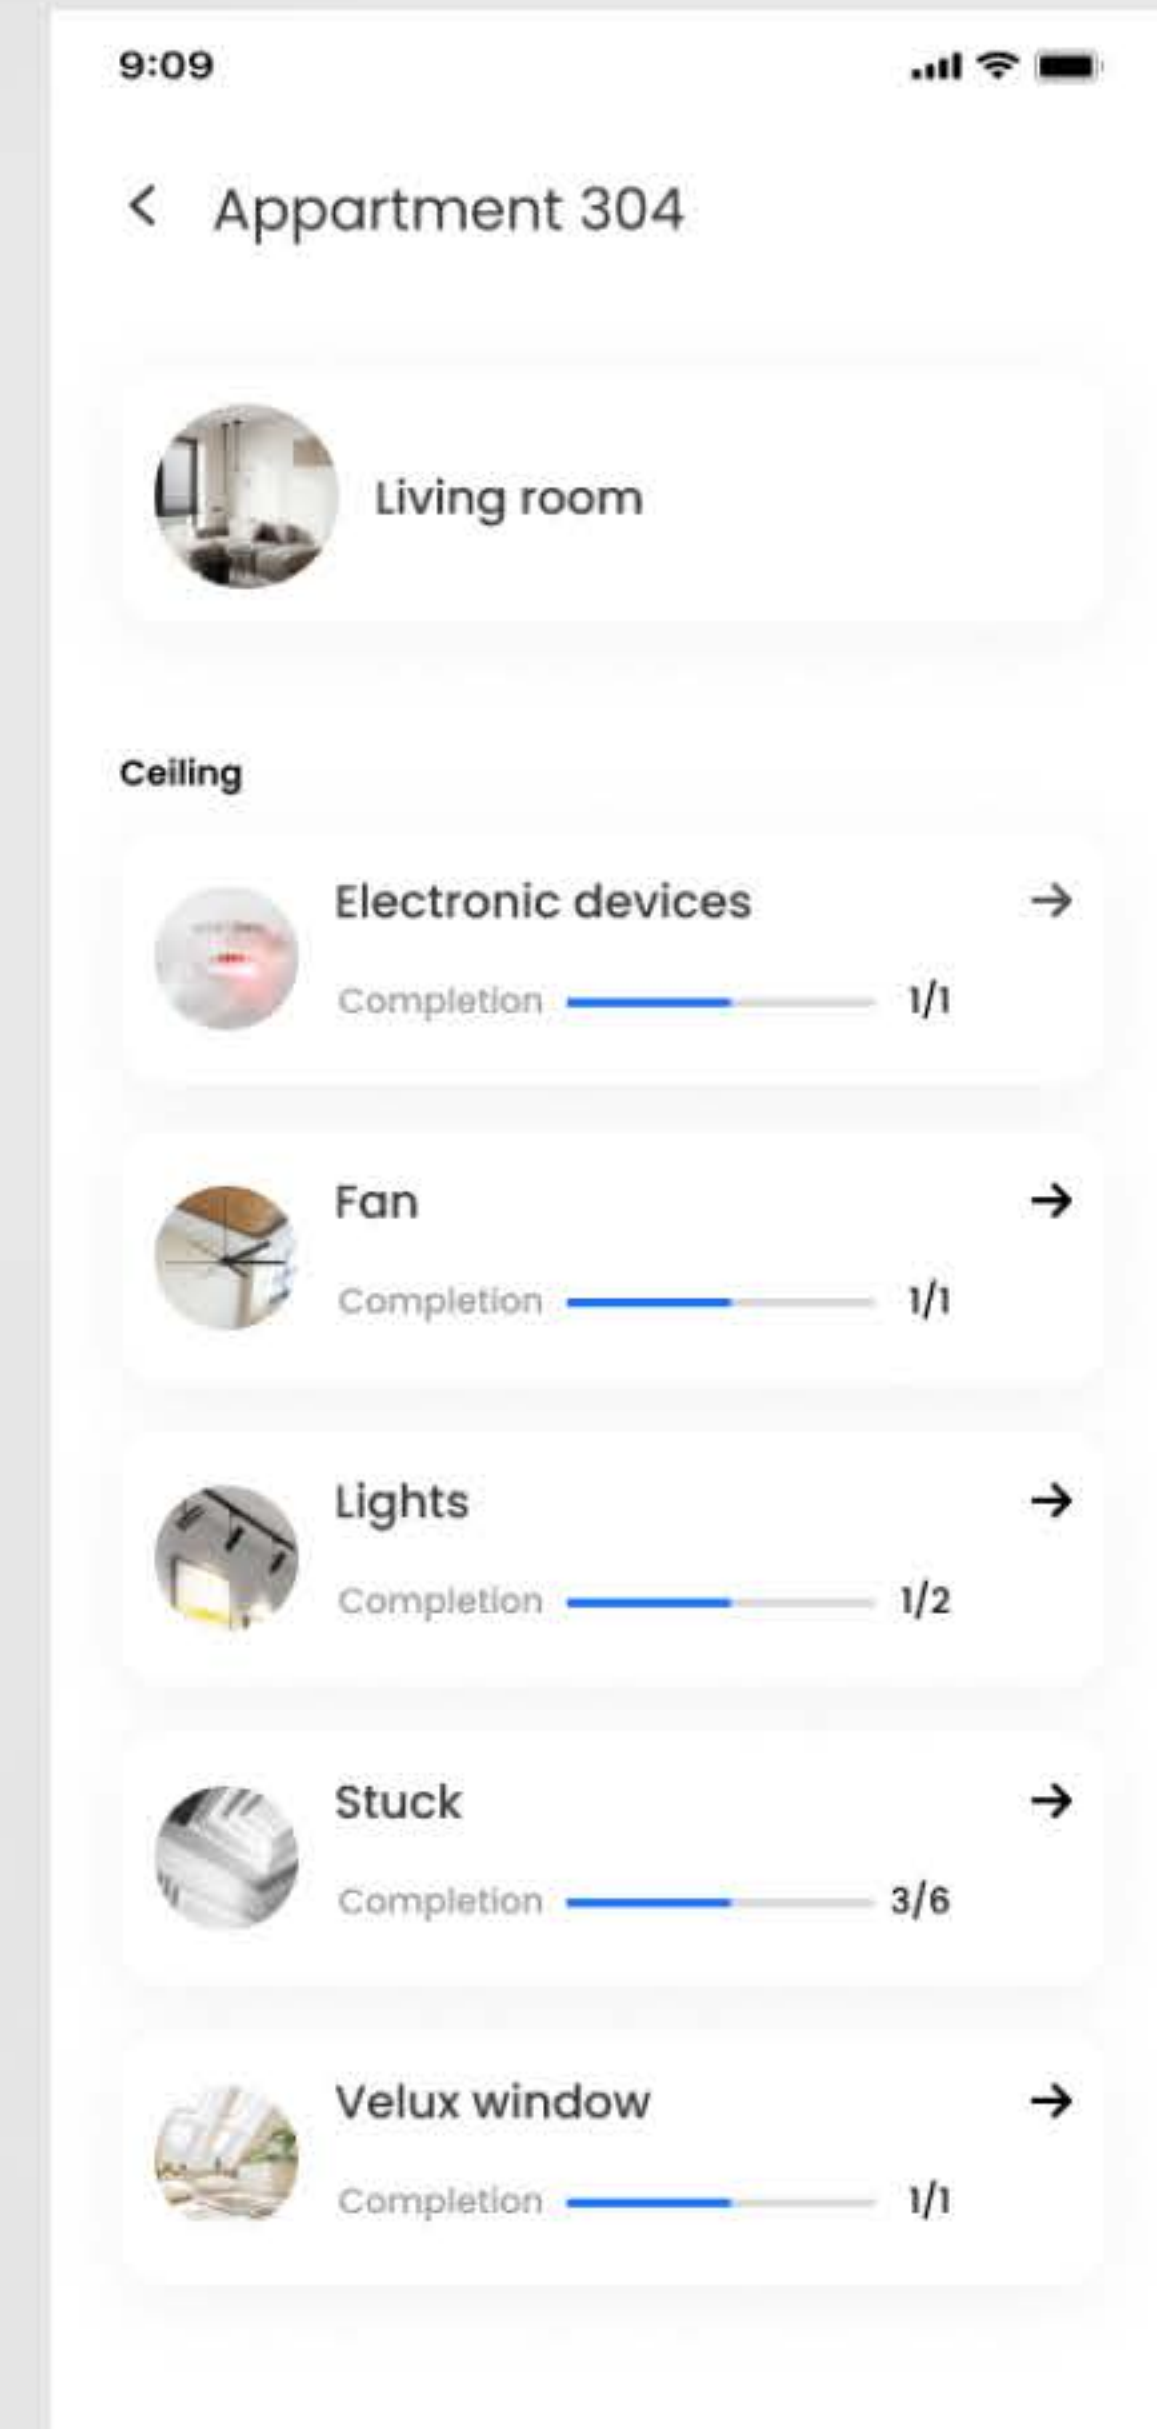 9:09
Appartment 304
Living room
Ceiling
Electronic devices
Completion 1/1
Fan
Completion 1/1
Lights
Completion 1/2
Stuck
Completion 3/6
Velux window
Completion 1/1